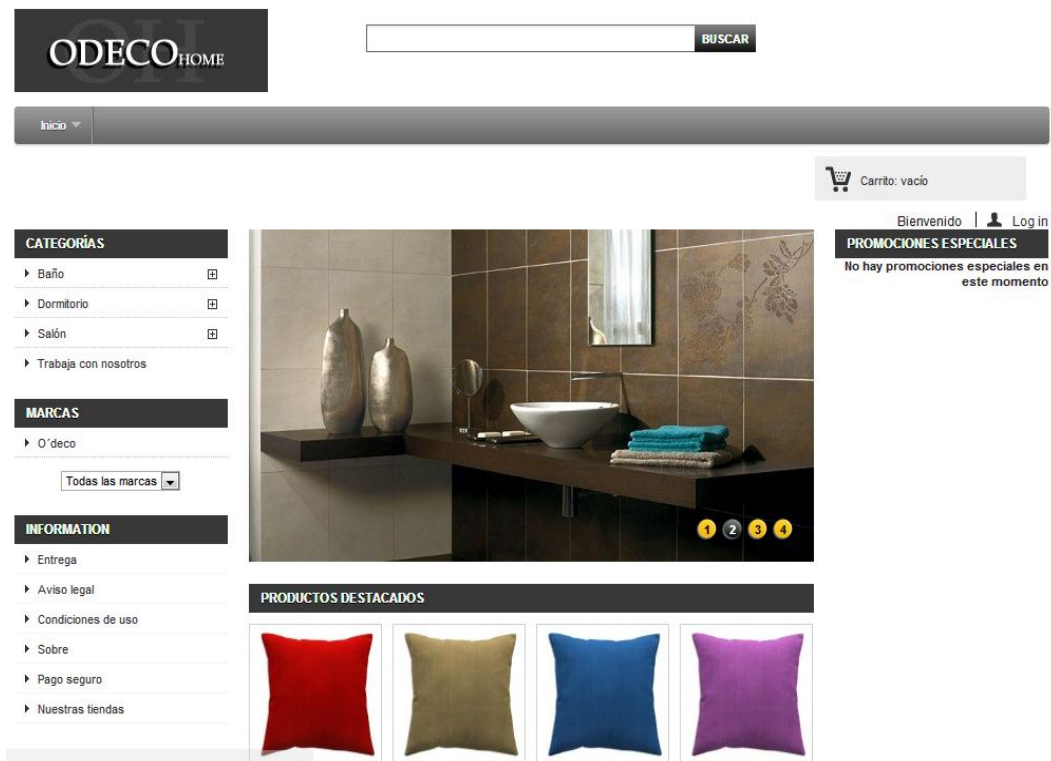 ODECO HOME
BUSCAR
Inicio
Carrito: vacío
Bienvenido
Log in
CATEGORÍAS
Baño
Dormitorio
Salón
Trabaja con nosotros
MARCAS
O´deco
Todas las marcas
INFORMATION
Entrega
Aviso legal
Condiciones de uso
Sobre
Pago seguro
Nuestras tiendas
1 2 3 4
PRODUCTOS DESTACADOS
PROMOCIONES ESPECIALES
No hay promociones especiales en
este momento